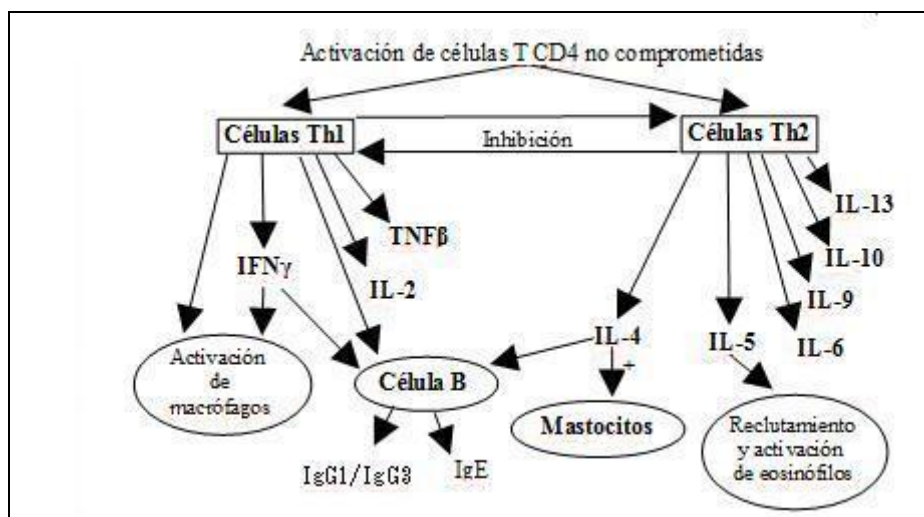 Activación de células T CD4 no comprometidas
Células Th1
Inhibición
Células Th2
TNFβ
IFNγ
IL-2
IL-13
IL-10
IL-9
IL-6
IL-5
IL-4
+
Activación
de
macrófagos
Célula B
Mastocitos
Reclutamiento
y activación
de eosinófilos
IgG1/IgG3
IgE